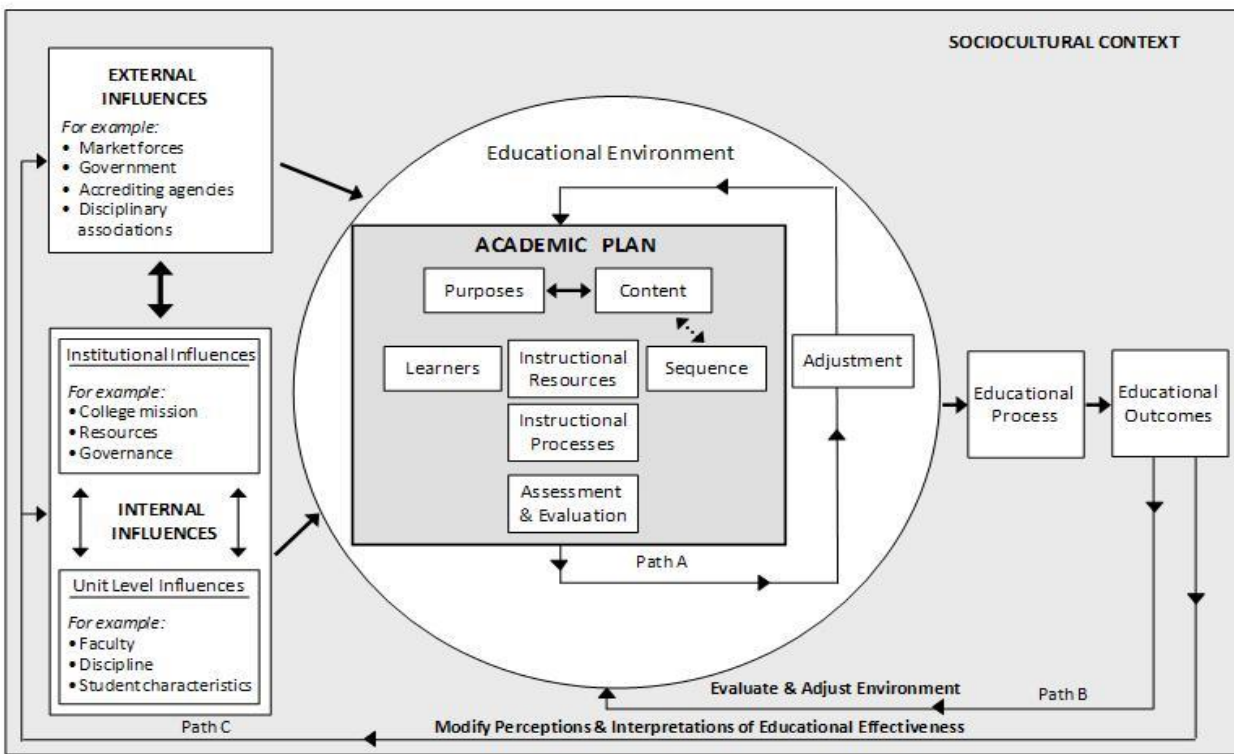 SOCIOCULTURAL CONTEXT
EXTERNAL
INFLUENCES
For example:
• Market forces
• Government
• Accrediting agencies
• Disciplinary
associations
Institutional Influences
For example:
• College mission
• Resources
• Governance
INTERNAL
INFLUENCES
Unit Level Influences
For example:
• Faculty
• Discipline
• Student characteristics
Educational Environment
ACADEMIC PLAN
Purposes
Content
Learners
Instructional
Resources
Sequence
Instructional
Processes
Assessment
& Evaluation
Adjustment
Path A
Educational
Process
Educational
Outcomes
Evaluate & Adjust Environment
Path B
Path C
Modify Perceptions & Interpretations of Educational Effectiveness